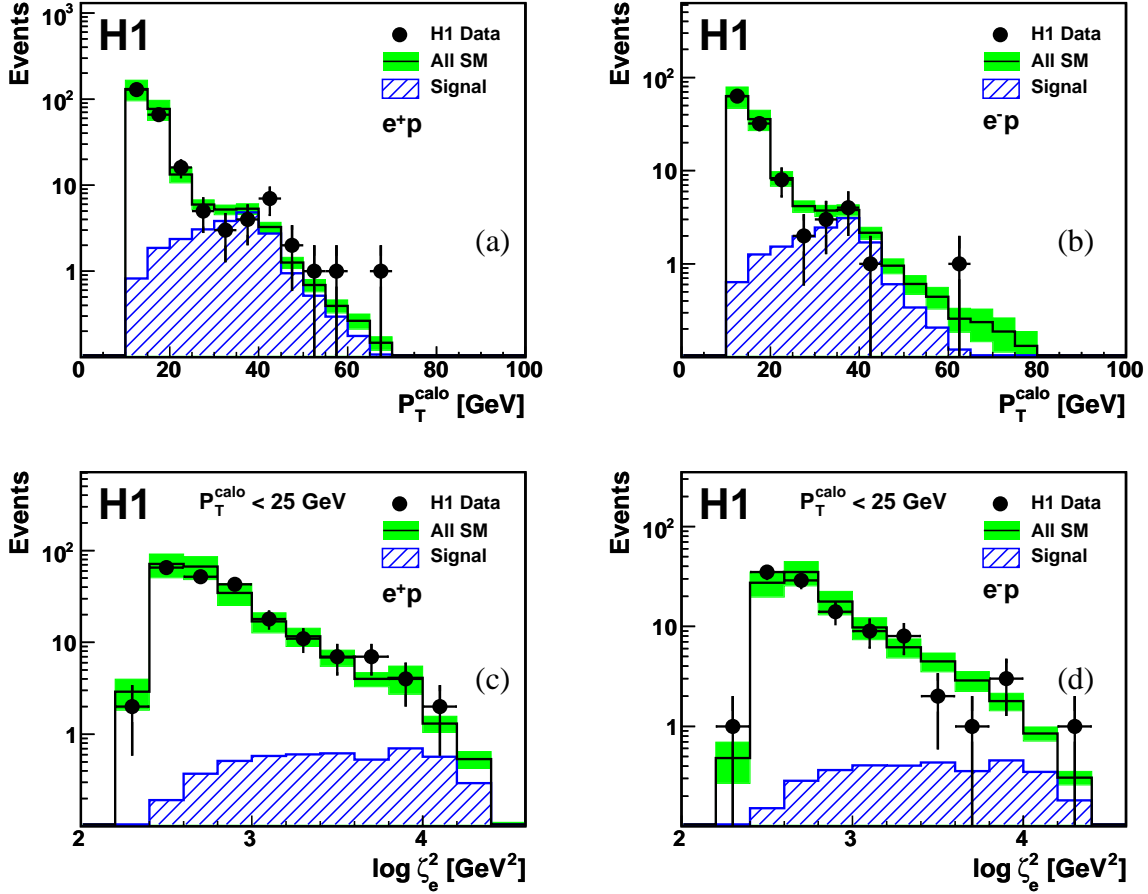 H1
H1 Data
All SM
Signal
e⁺p
(a)
Events
10³
10²
10
1
0 20 40 60 80 100
P_T^calo [GeV]
H1
H1 Data
All SM
Signal
e⁻p
(b)
Events
10²
10
1
0 20 40 60 80 100
P_T^calo [GeV]
H1
P_T^calo < 25 GeV
H1 Data
All SM
Signal
e⁺p
(c)
Events
10²
10
1
2 3 4
log ζ_e² [GeV²]
H1
P_T^calo < 25 GeV
H1 Data
All SM
Signal
e⁻p
(d)
Events
10²
10
1
2 3 4
log ζ_e² [GeV²]